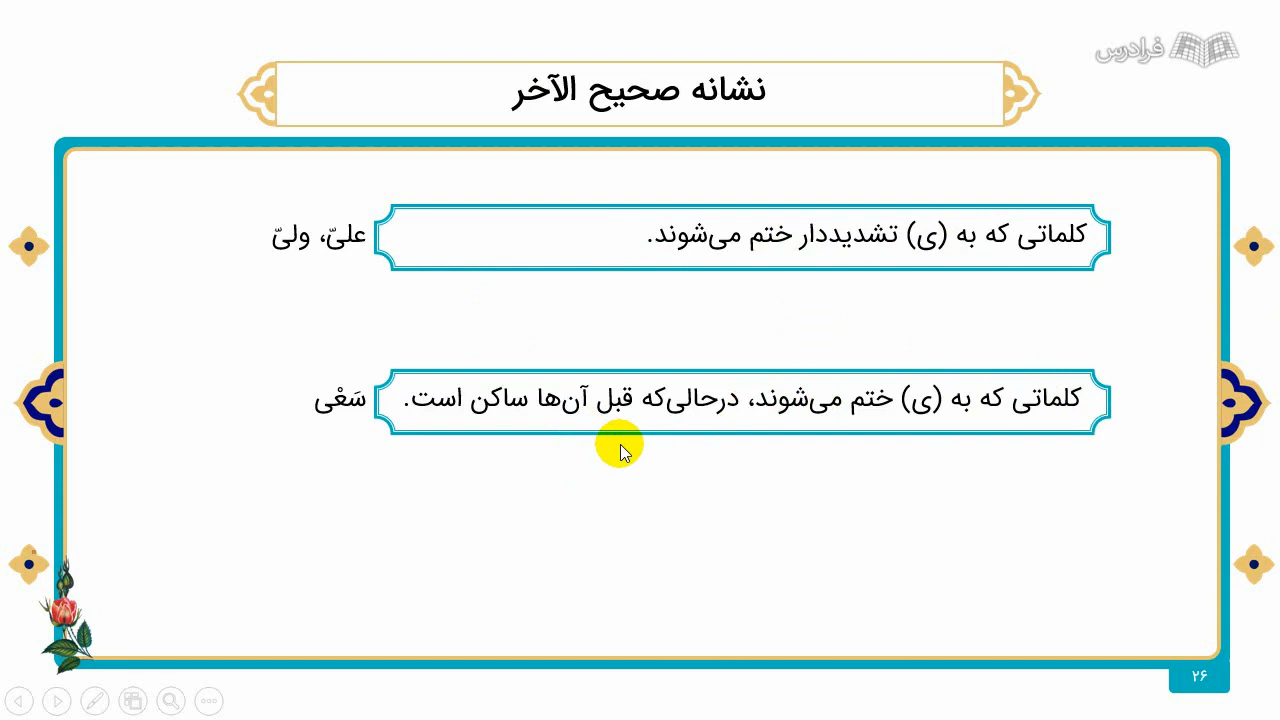 فرادرس
نشانه صحیح الآخر
کلماتی که به (ی) تشدیددار ختم می‌شوند. علیّ، ولیّ
کلماتی که به (ی) ختم می‌شوند، درحالی‌که قبل آن‌ها ساکن است. سَعْی
۲۶